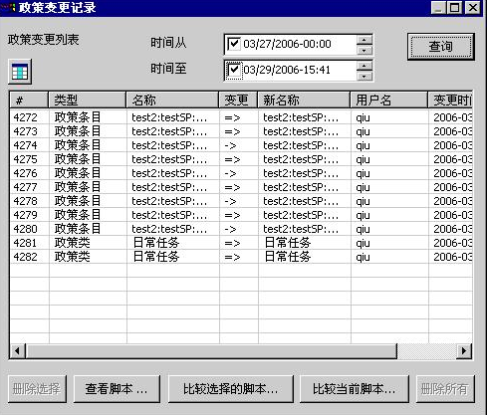 政策变更记录
政策变更列表 时间从 03/27/2006-00:00 查询
时间至 03/29/2006-15:41
# 类型 名称 变更 新名称 用户名 变更时
4272 政策条目 test2:testSP:... => test2:testSP:... qiu 2006-03
4273 政策条目 test2:testSP:... => test2:testSP:... qiu 2006-03
4274 政策条目 test2:testSP:... -> test2:testSP:... qiu 2006-03
4275 政策条目 test2:testSP:... => test2:testSP:... qiu 2006-03
4276 政策条目 test2:testSP:... -> test2:testSP:... qiu 2006-03
4277 政策条目 test2:testSP:... => test2:testSP:... qiu 2006-03
4278 政策条目 test2:testSP:... -> test2:testSP:... qiu 2006-03
4279 政策条目 test2:testSP:... => test2:testSP:... qiu 2006-03
4280 政策条目 test2:testSP:... -> test2:testSP:... qiu 2006-03
4281 政策类 日常任务 => 日常任务 qiu 2006-03
4282 政策类 日常任务 => 日常任务 qiu 2006-03
删除选择 查看脚本 ... 比较选择的脚本... 比较当前脚本... 删除所有